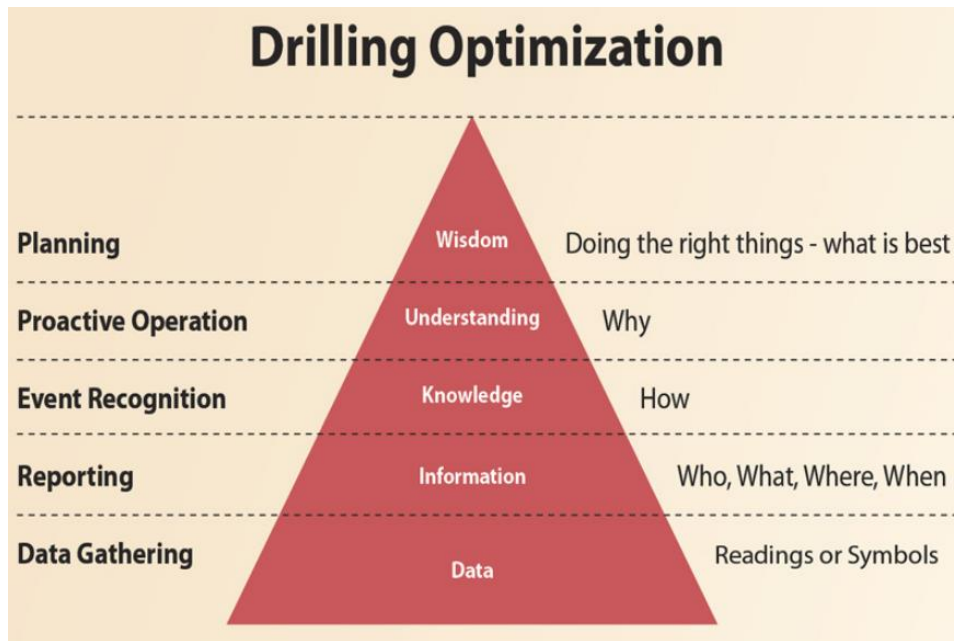 Drilling Optimization
Planning
Wisdom
Doing the right things - what is best
Proactive Operation
Understanding
Why
Event Recognition
Knowledge
How
Reporting
Information
Who, What, Where, When
Data Gathering
Data
Readings or Symbols